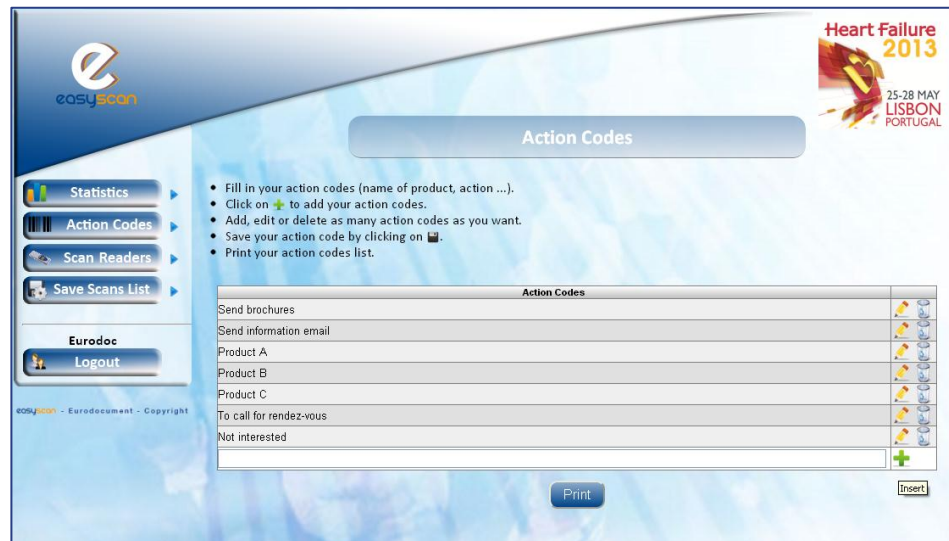 easyscan
Heart Failure
2013
25-28 MAY
LISBON
PORTUGAL
Action Codes
Statistics
Action Codes
Scan Readers
Save Scans List
Eurodoc
Logout
easyscan - Eurodocument - Copyright
• Fill in your action codes (name of product, action ...).
• Click on to add your action codes.
• Add, edit or delete as many action codes as you want.
• Save your action code by clicking on .
• Print your action codes list.
Action Codes
Send brochures
Send information email
Product A
Product B
Product C
To call for rendez-vous
Not interested
Print
Insert